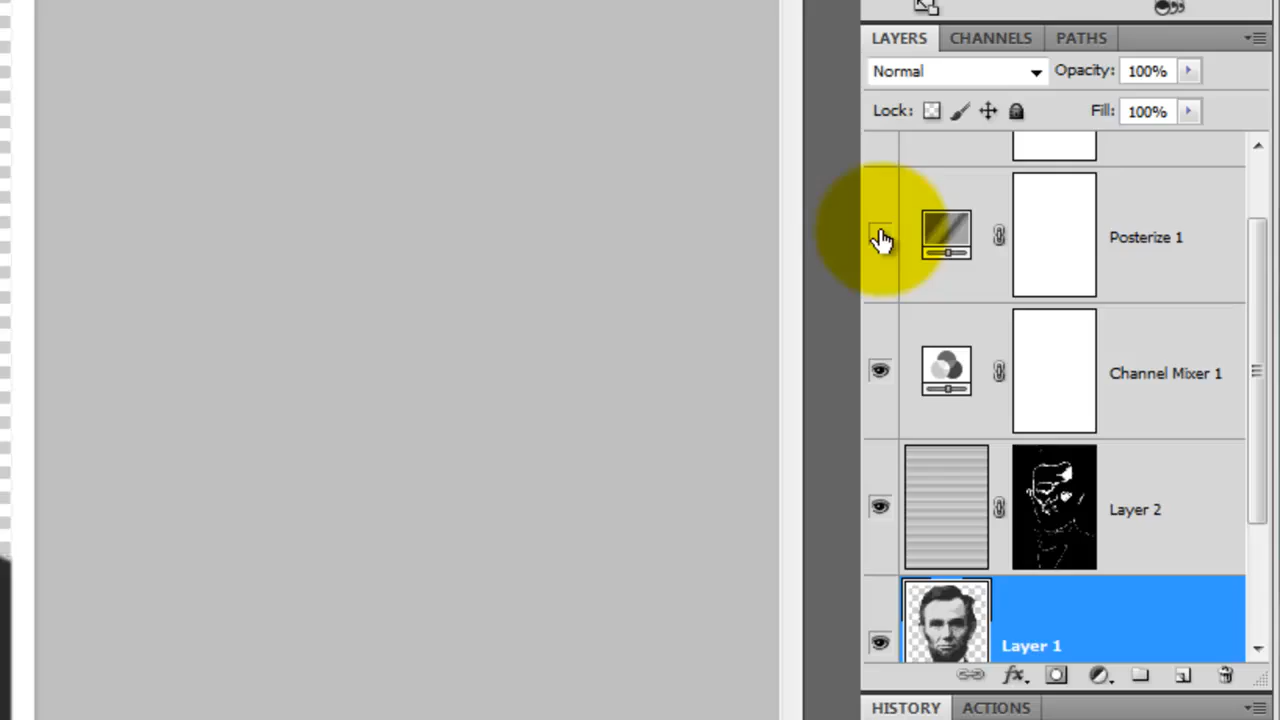 LAYERS CHANNELS PATHS
Normal Opacity: 100%
Lock: Fill: 100%
Posterize 1
Channel Mixer 1
Layer 2
Layer 1
fx
HISTORY ACTIONS